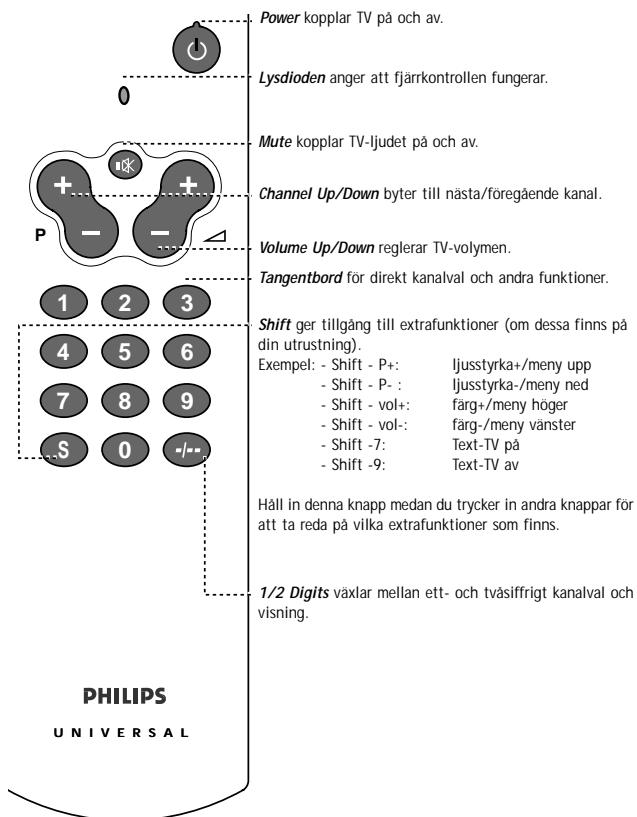 Power kopplar TV på och av.
Lysdioden anger att fjärrkontrollen fungerar.
Mute kopplar TV-ljudet på och av.
+ +
Channel Up/Down byter till nästa/föregående kanal.
P - -
Volume Up/Down reglerar TV-volymen.
Tangentbord för direkt kanalval och andra funktioner.
1 2 3
Shift ger tillgång till extrafunktioner (om dessa finns på
din utrustning).
4 5 6
Exempel: - Shift - P+: ljusstyrka+/meny upp
- Shift - P- : ljusstyrka-/meny ned
7 8 9
- Shift - vol+: färg+/meny höger
- Shift - vol-: färg-/meny vänster
- Shift -7: Text-TV på
S 0 -/--
- Shift -9: Text-TV av
Håll in denna knapp medan du trycker in andra knappar för
att ta reda på vilka extrafunktioner som finns.
1/2 Digits växlar mellan ett- och tvåsiffrigt kanalval och
visning.
PHILIPS
UNIVERSAL